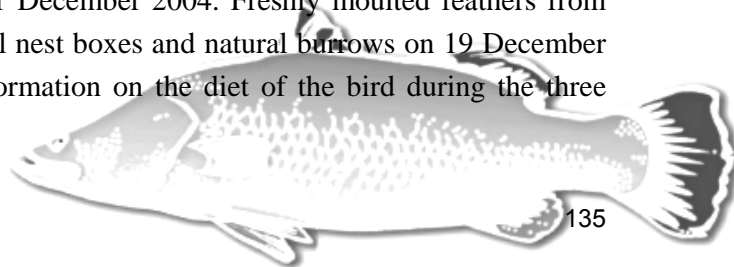 December 2004. Freshly moulted feathers from
nest boxes and natural burrows on 19 December
ormation on the diet of the bird during the three
135